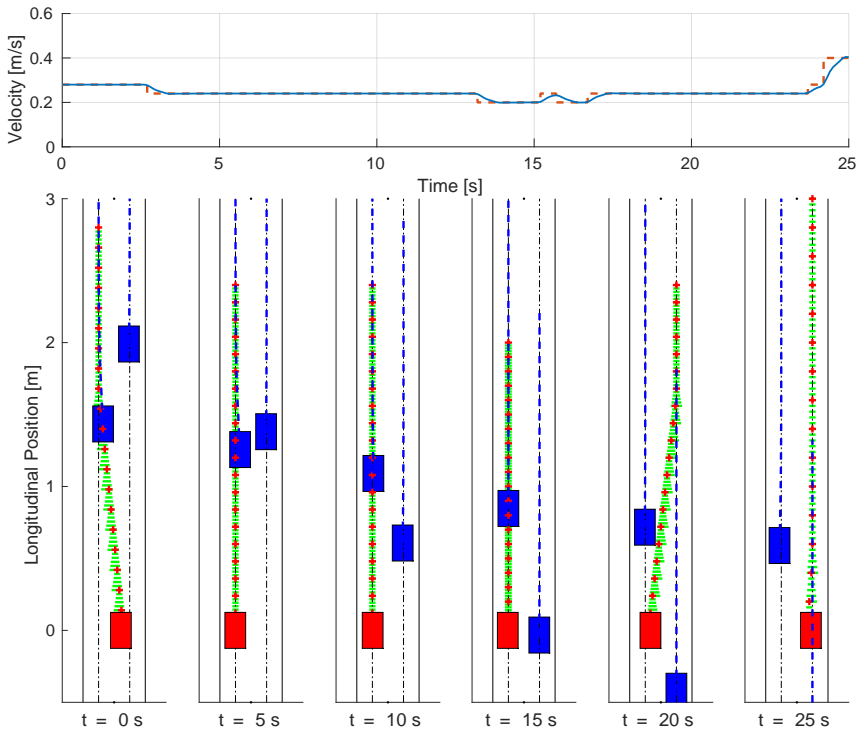 0.6
0.4
0.2
0
Velocity [m/s]
0 5 10 15 20 25
Time [s]
3
2
1
0
Longitudinal Position [m]
t = 0 s t = 5 s t = 10 s t = 15 s t = 20 s t = 25 s